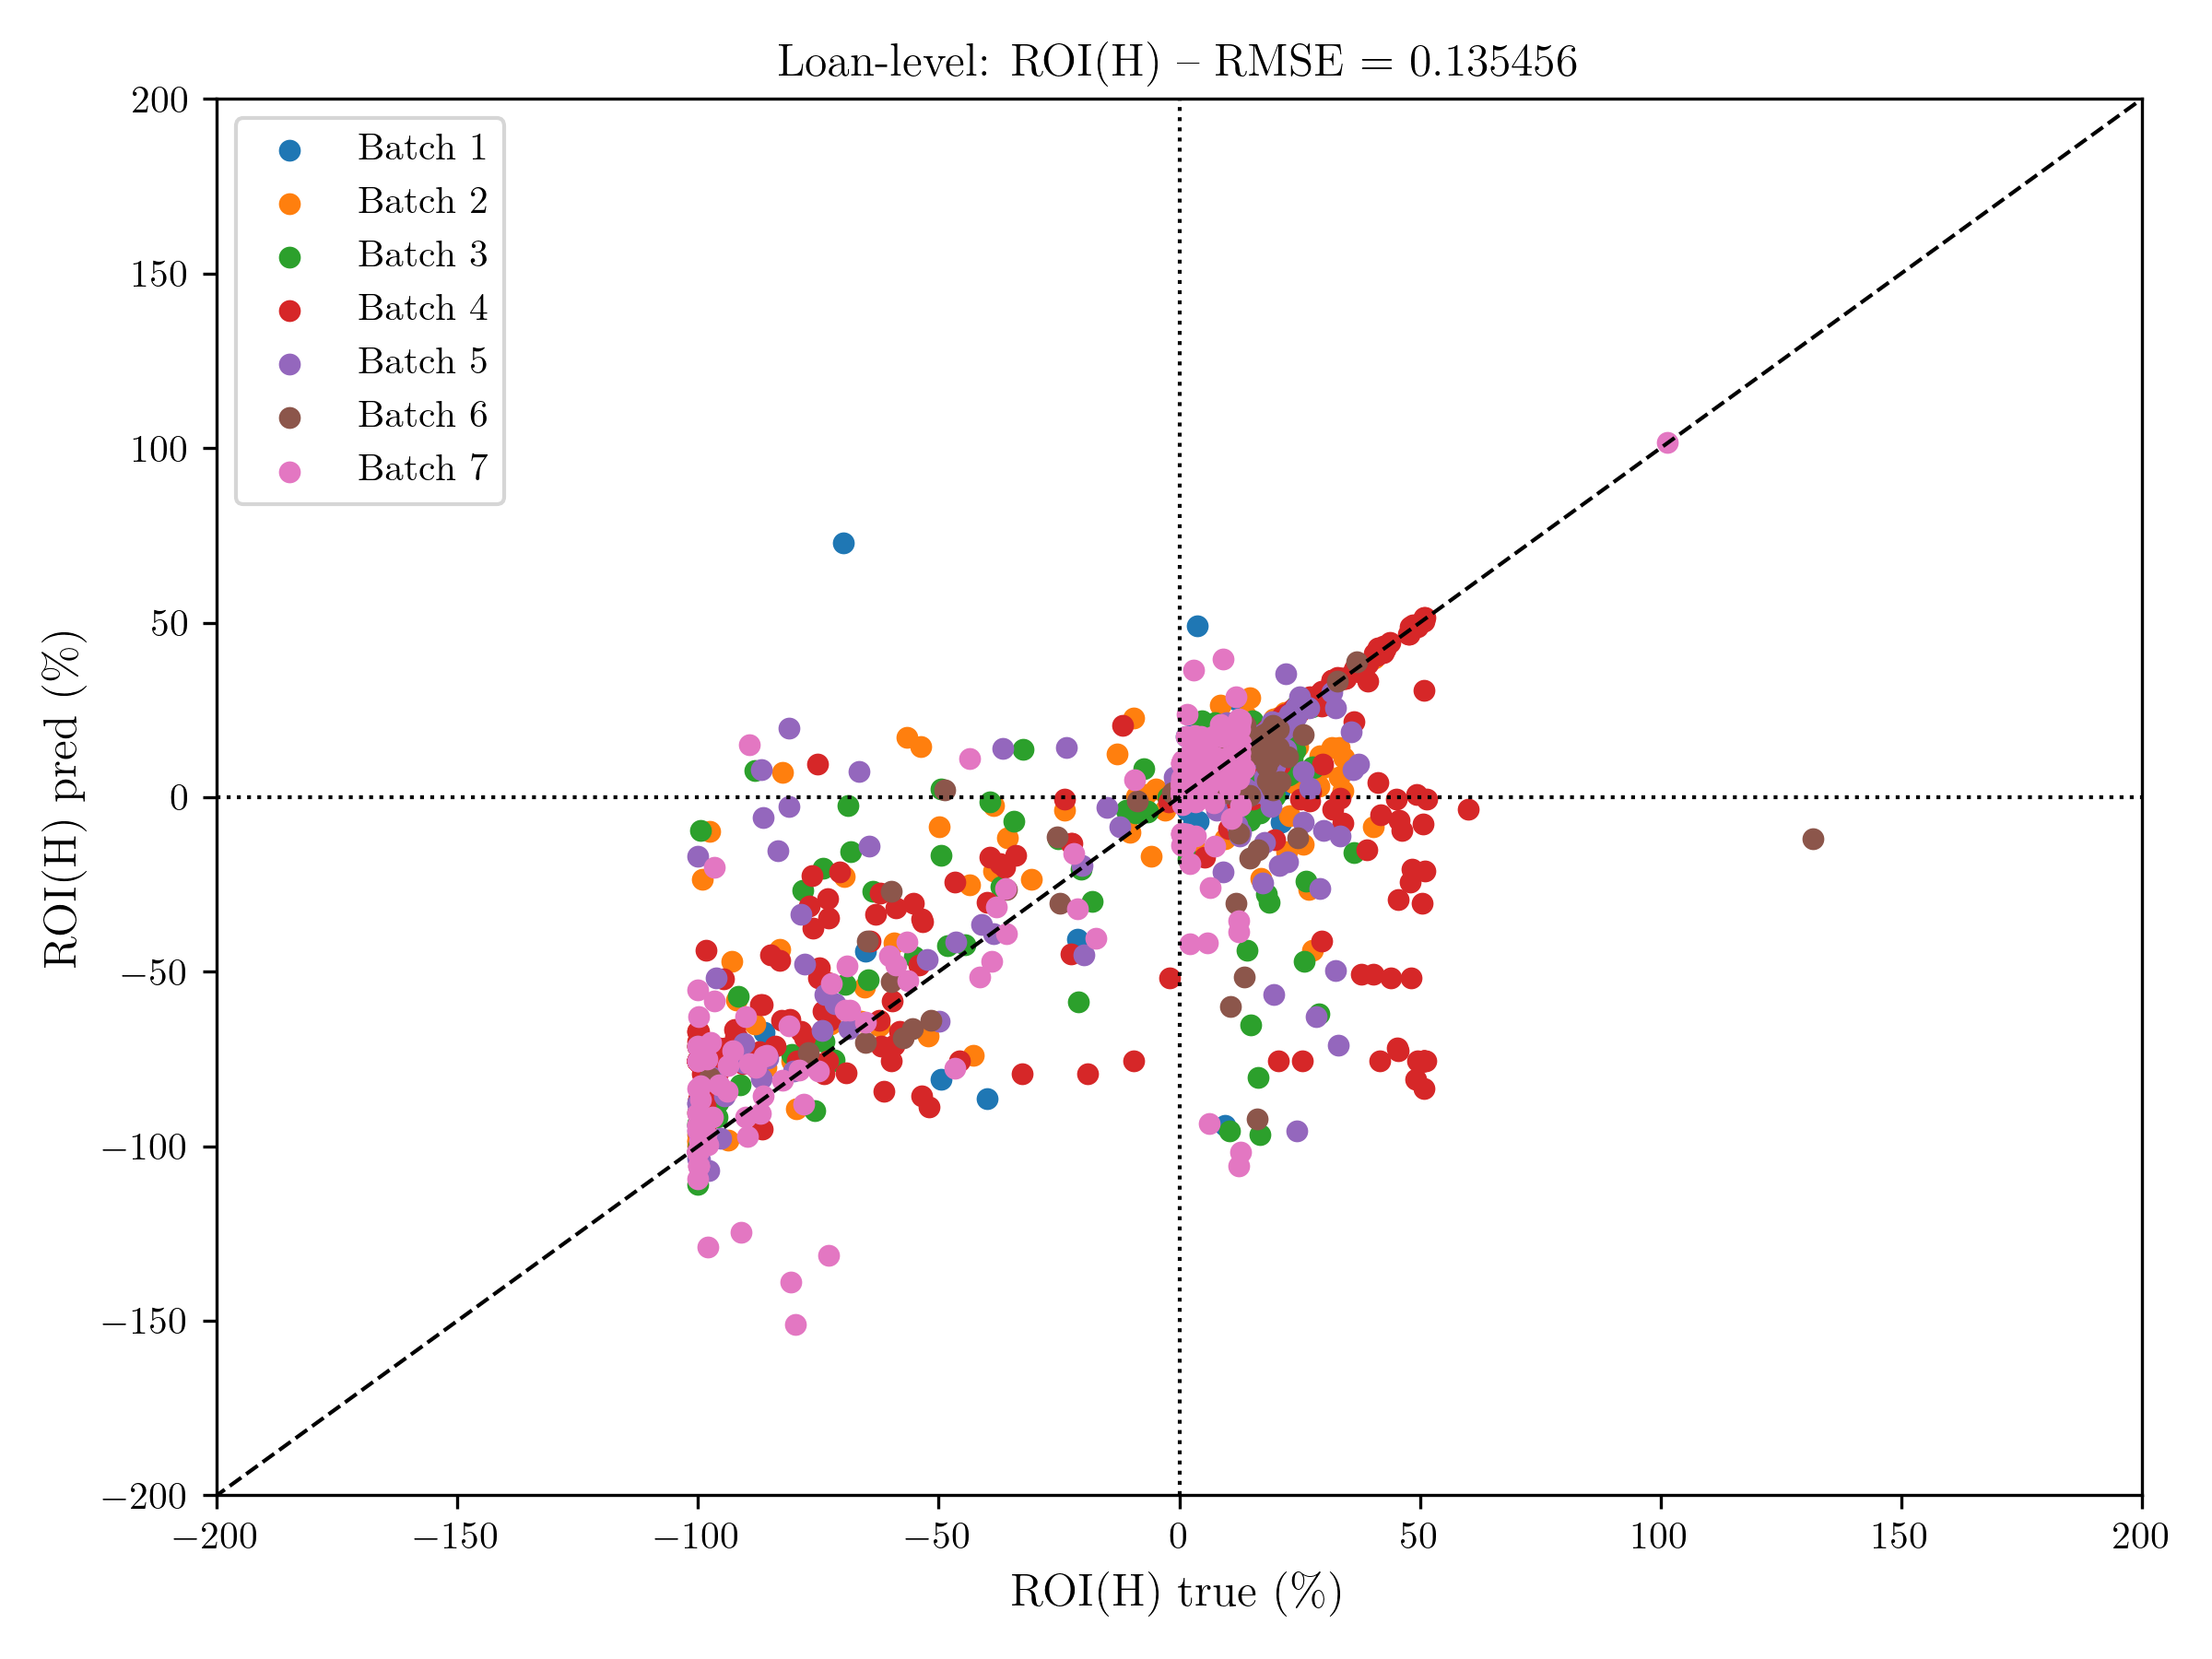 Loan-level: ROI(H) – RMSE = 0.135456
200
150
100
50
0
−50
−100
−150
−200
ROI(H) pred (%)
Batch 1
Batch 2
Batch 3
Batch 4
Batch 5
Batch 6
Batch 7
−200 −150 −100 −50 0 50 100 150 200
ROI(H) true (%)